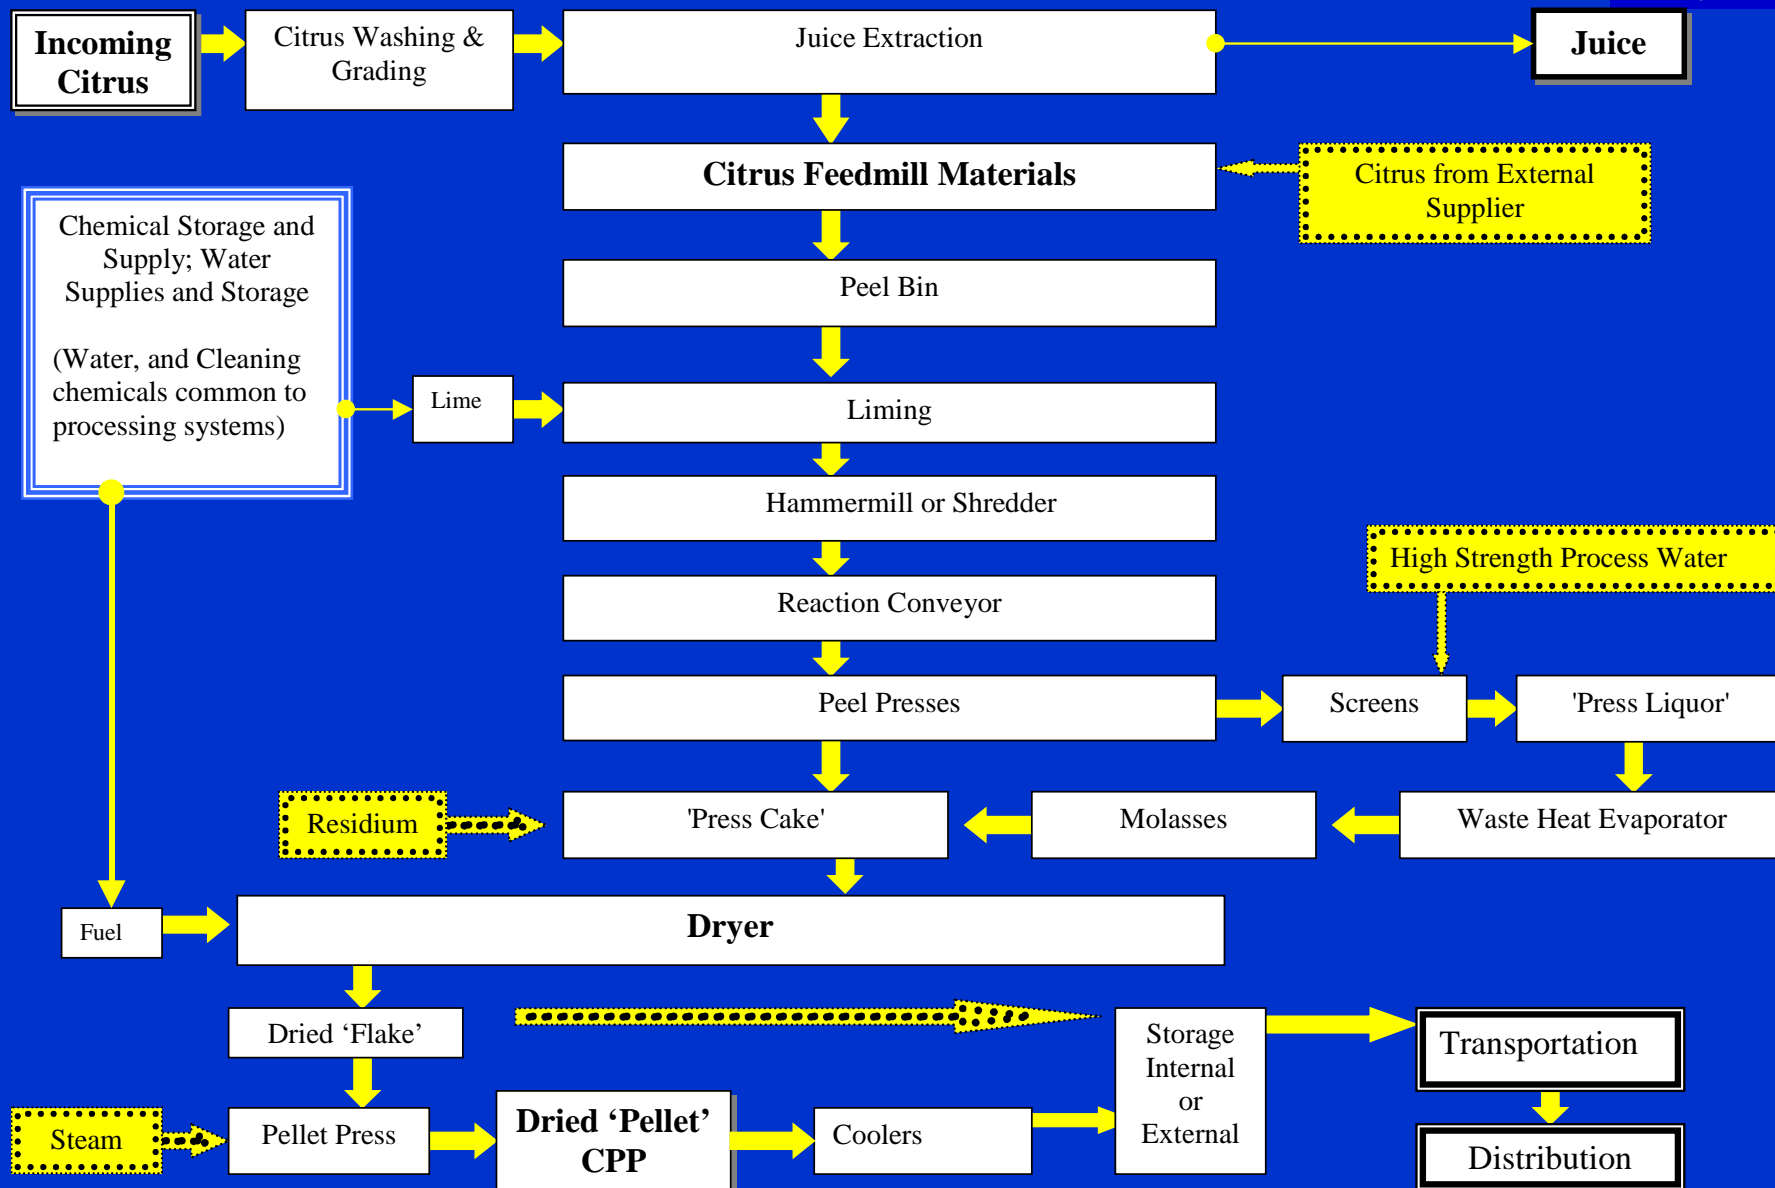 Incoming
Citrus
Citrus Washing &
Grading
Juice Extraction
Juice
Citrus Feedmill Materials
Citrus from External
Supplier
Chemical Storage and
Supply; Water
Supplies and Storage
(Water, and Cleaning
chemicals common to
processing systems)
Peel Bin
Lime
Liming
Hammermill or Shredder
High Strength Process Water
Reaction Conveyor
Peel Presses
Screens
'Press Liquor'
Residium
'Press Cake'
Molasses
Waste Heat Evaporator
Fuel
Dryer
Dried ‘Flake’
Storage
Internal
or
External
Transportation
Steam
Pellet Press
Dried ‘Pellet’
CPP
Coolers
Distribution